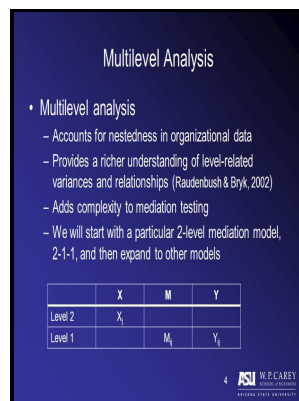 Multilevel Analysis
• Multilevel analysis
– Accounts for nestedness in organizational data
– Provides a richer understanding of level-related
variances and relationships (Raudenbush & Bryk, 2002)
– Adds complexity to mediation testing
– We will start with a particular 2-level mediation model,
2-1-1, and then expand to other models
X M Y
Level 2 Xj
Level 1 Mij Yij
4 ASU W. P. CAREY
SCHOOL of BUSINESS
ARIZONA STATE UNIVERSITY